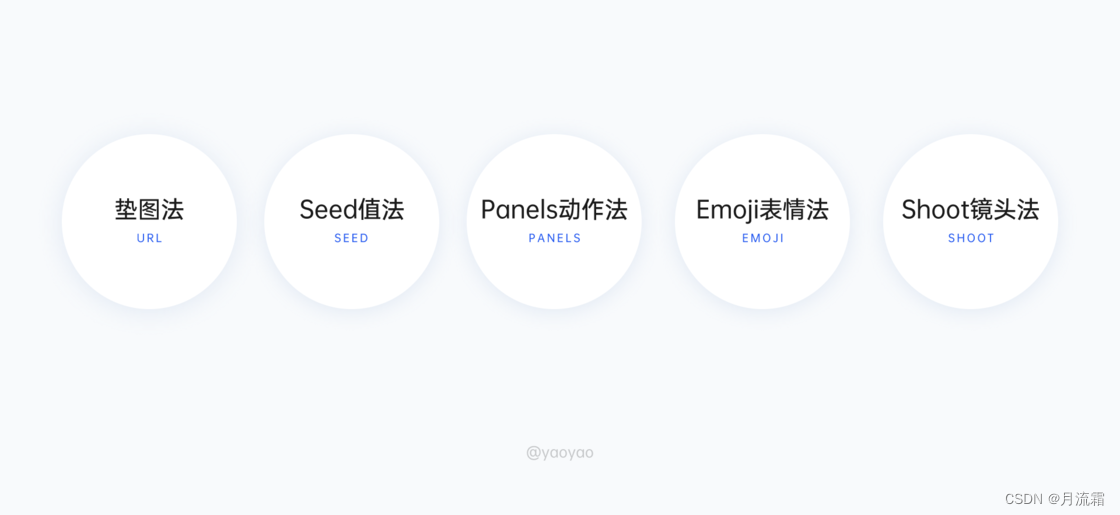 垫图法
URL
Seed值法
SEED
Panels动作法
PANELS
Emoji表情法
EMOJI
Shoot镜头法
SHOOT
@yaoyao
CSDN @月流霜